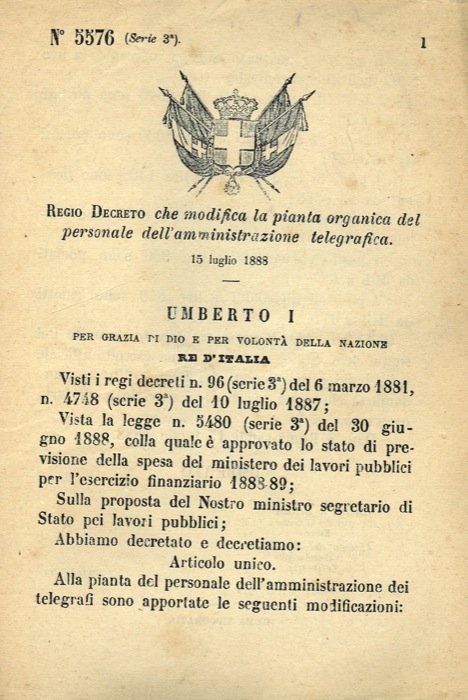 N° 5576 (Serie 3ª).
1
REGIO DECRETO che modifica la pianta organica del
personale dell'amministrazione telegrafica.
15 luglio 1888
UMBERTO I
PER GRAZIA DI DIO E PER VOLONTÀ DELLA NAZIONE
RE D'ITALIA
Visti i regi decreti n. 96 (serie 3ª) del 6 marzo 1881,
n. 4748 (serie 3ª) del 10 luglio 1887;
Vista la legge n. 5480 (serie 3ª) del 30 giu-
gno 1888, colla quale è approvato lo stato di pre-
visione della spesa del ministero dei lavori pubblici
per l'esercizio finanziario 1888-89;
Sulla proposta del Nostro ministro segretario di
Stato pei lavori pubblici;
Abbiamo decretato e decretiamo:
Articolo unico.
Alla pianta del personale dell'amministrazione dei
telegrafi sono apportate le seguenti modificazioni: